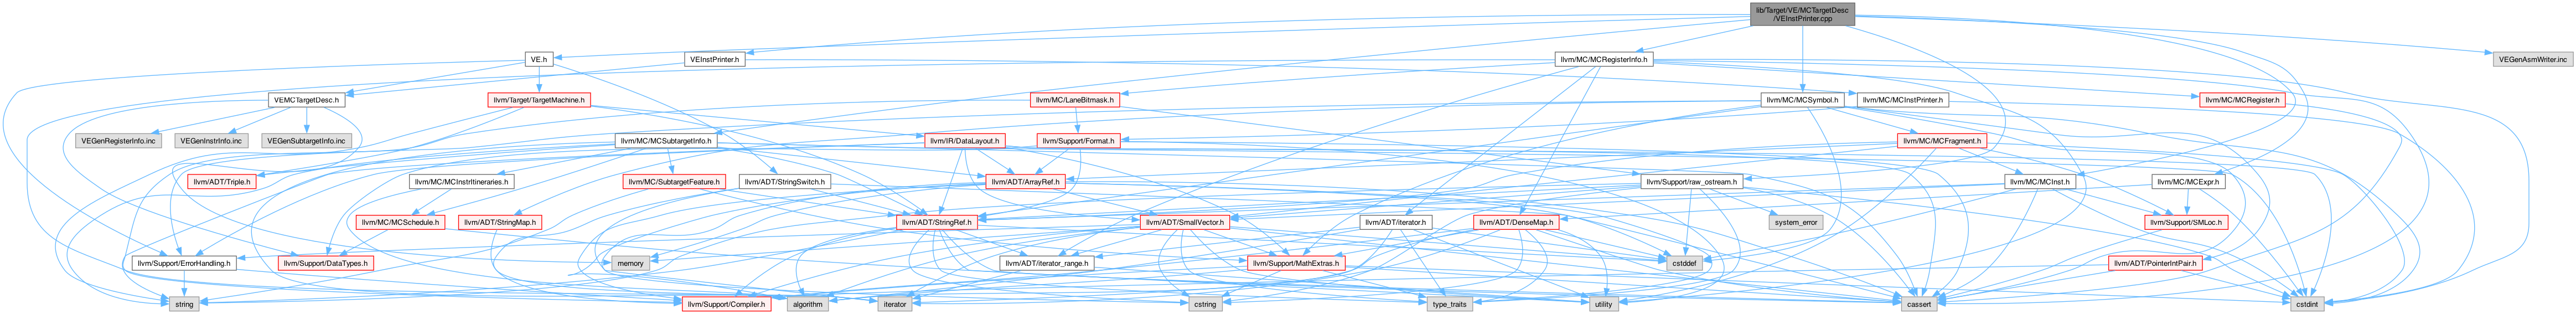 lib/Target/VE/MCTargetDesc
/VEInstPrinter.cpp
VE.h
VEInstPrinter.h
llvm/MC/MCRegisterInfo.h
VEGenAsmWriter.inc
VEMCTargetDesc.h
llvm/Target/TargetMachine.h
llvm/MC/LaneBitmask.h
llvm/MC/MCSymbol.h
llvm/MC/MCInstPrinter.h
llvm/MC/MCRegister.h
VEGenRegisterInfo.inc
VEGenInstrInfo.inc
VEGenSubtargetInfo.inc
llvm/MC/MCSubtargetInfo.h
llvm/IR/DataLayout.h
llvm/Support/Format.h
llvm/MC/MCFragment.h
llvm/ADT/Triple.h
llvm/MC/MCInstrItineraries.h
llvm/MC/SubtargetFeature.h
llvm/ADT/StringSwitch.h
llvm/ADT/ArrayRef.h
llvm/Support/raw_ostream.h
llvm/MC/MCInst.h
llvm/MC/MCExpr.h
llvm/MC/MCSchedule.h
llvm/ADT/StringMap.h
llvm/ADT/StringRef.h
llvm/ADT/SmallVector.h
llvm/ADT/iterator.h
llvm/ADT/DenseMap.h
system_error
llvm/Support/SMLoc.h
llvm/Support/ErrorHandling.h
llvm/Support/DataTypes.h
memory
llvm/ADT/iterator_range.h
llvm/Support/MathExtras.h
cstddef
llvm/ADT/PointerIntPair.h
string
llvm/Support/Compiler.h
algorithm
iterator
cstring
type_traits
utility
cassert
cstdint